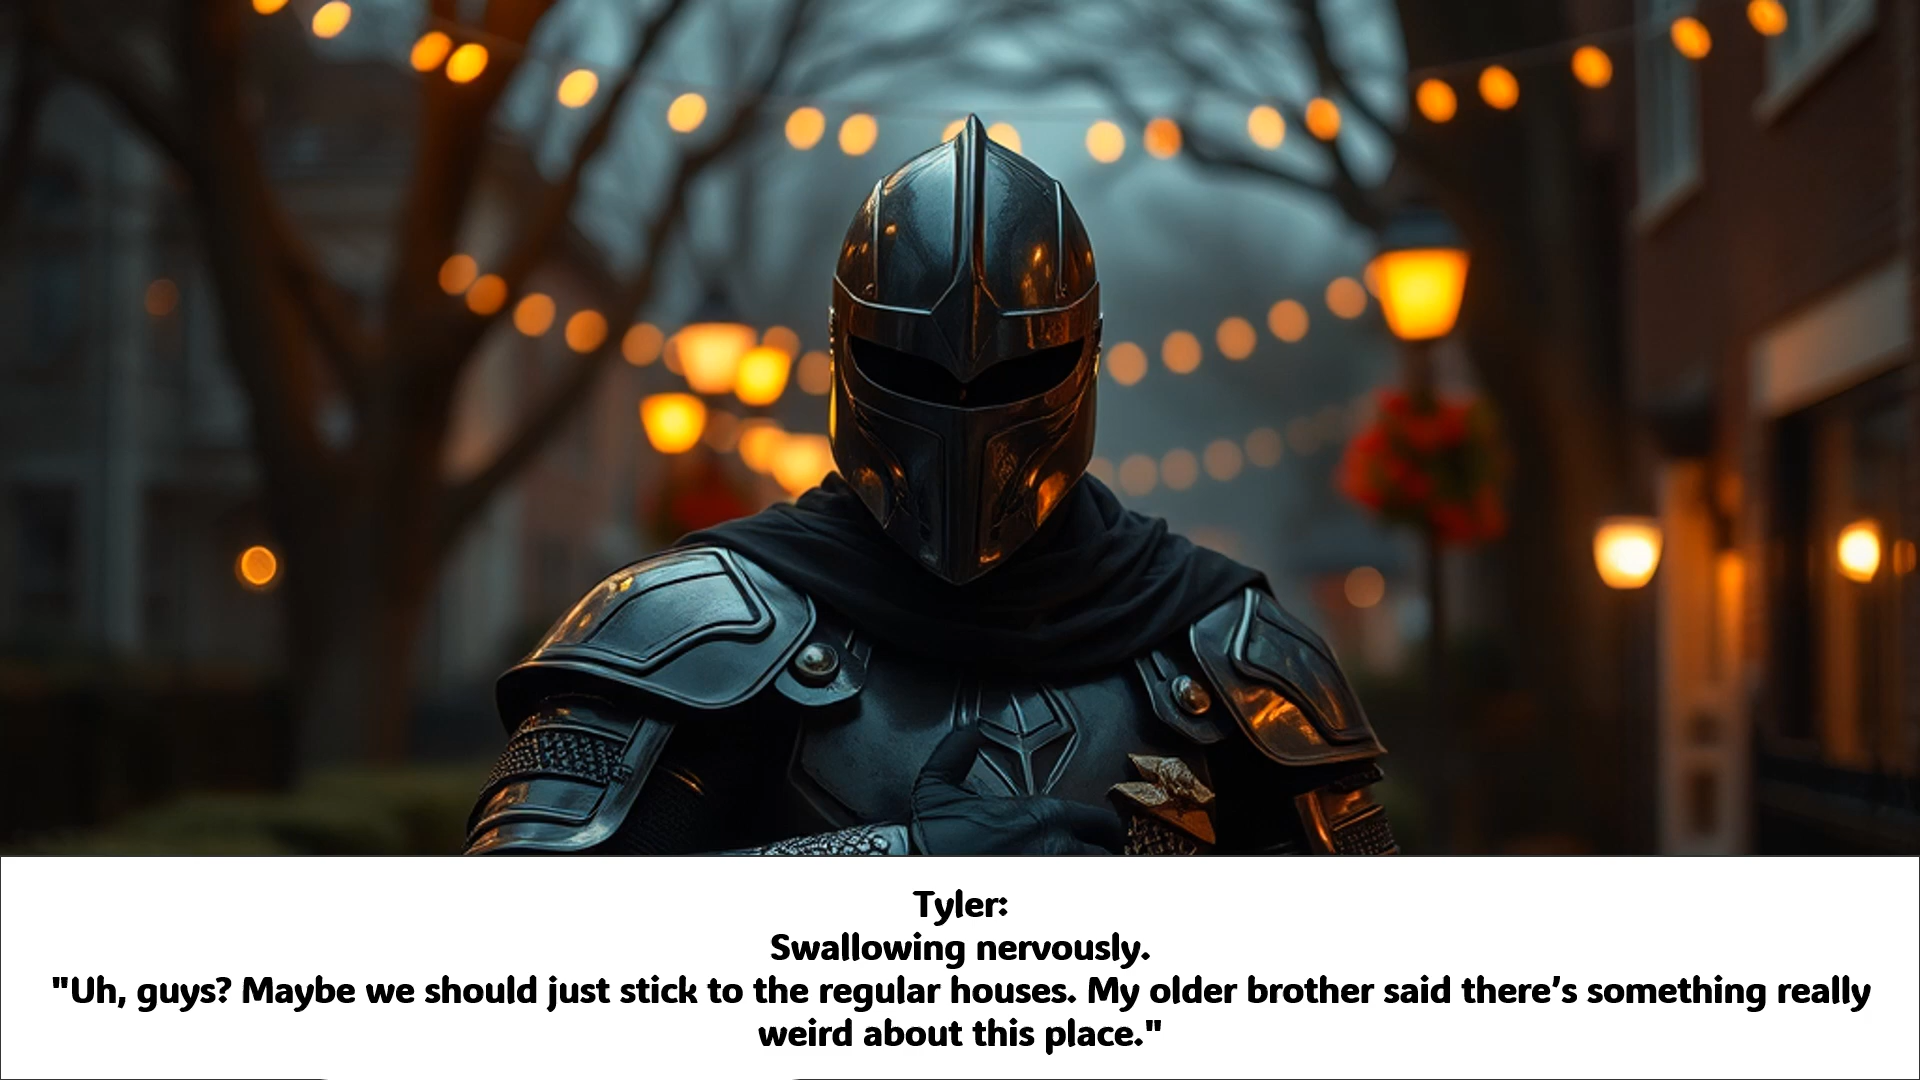 Tyler:
Swallowing nervously.
"Uh, guys? Maybe we should just stick to the regular houses. My older brother said there’s something really
weird about this place."